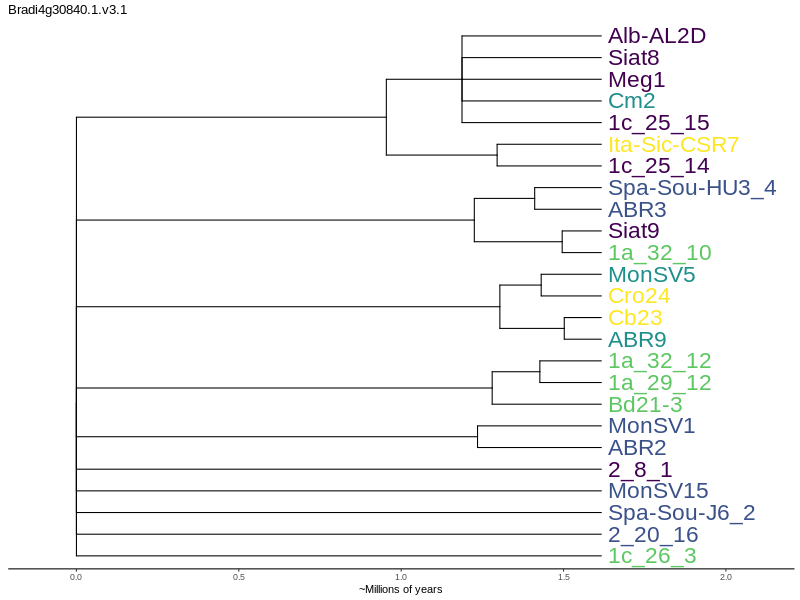 Bradi4g30840.1.v3.1
Alb-AL2D
Siat8
Meg1
Cm2
1c_25_15
Ita-Sic-CSR7
1c_25_14
Spa-Sou-HU3_4
ABR3
Siat9
1a_32_10
MonSV5
Cro24
Cb23
ABR9
1a_32_12
1a_29_12
Bd21-3
MonSV1
ABR2
2_8_1
MonSV15
Spa-Sou-J6_2
2_20_16
1c_26_3
0.0 0.5 1.0 1.5 2.0
~Millions of years